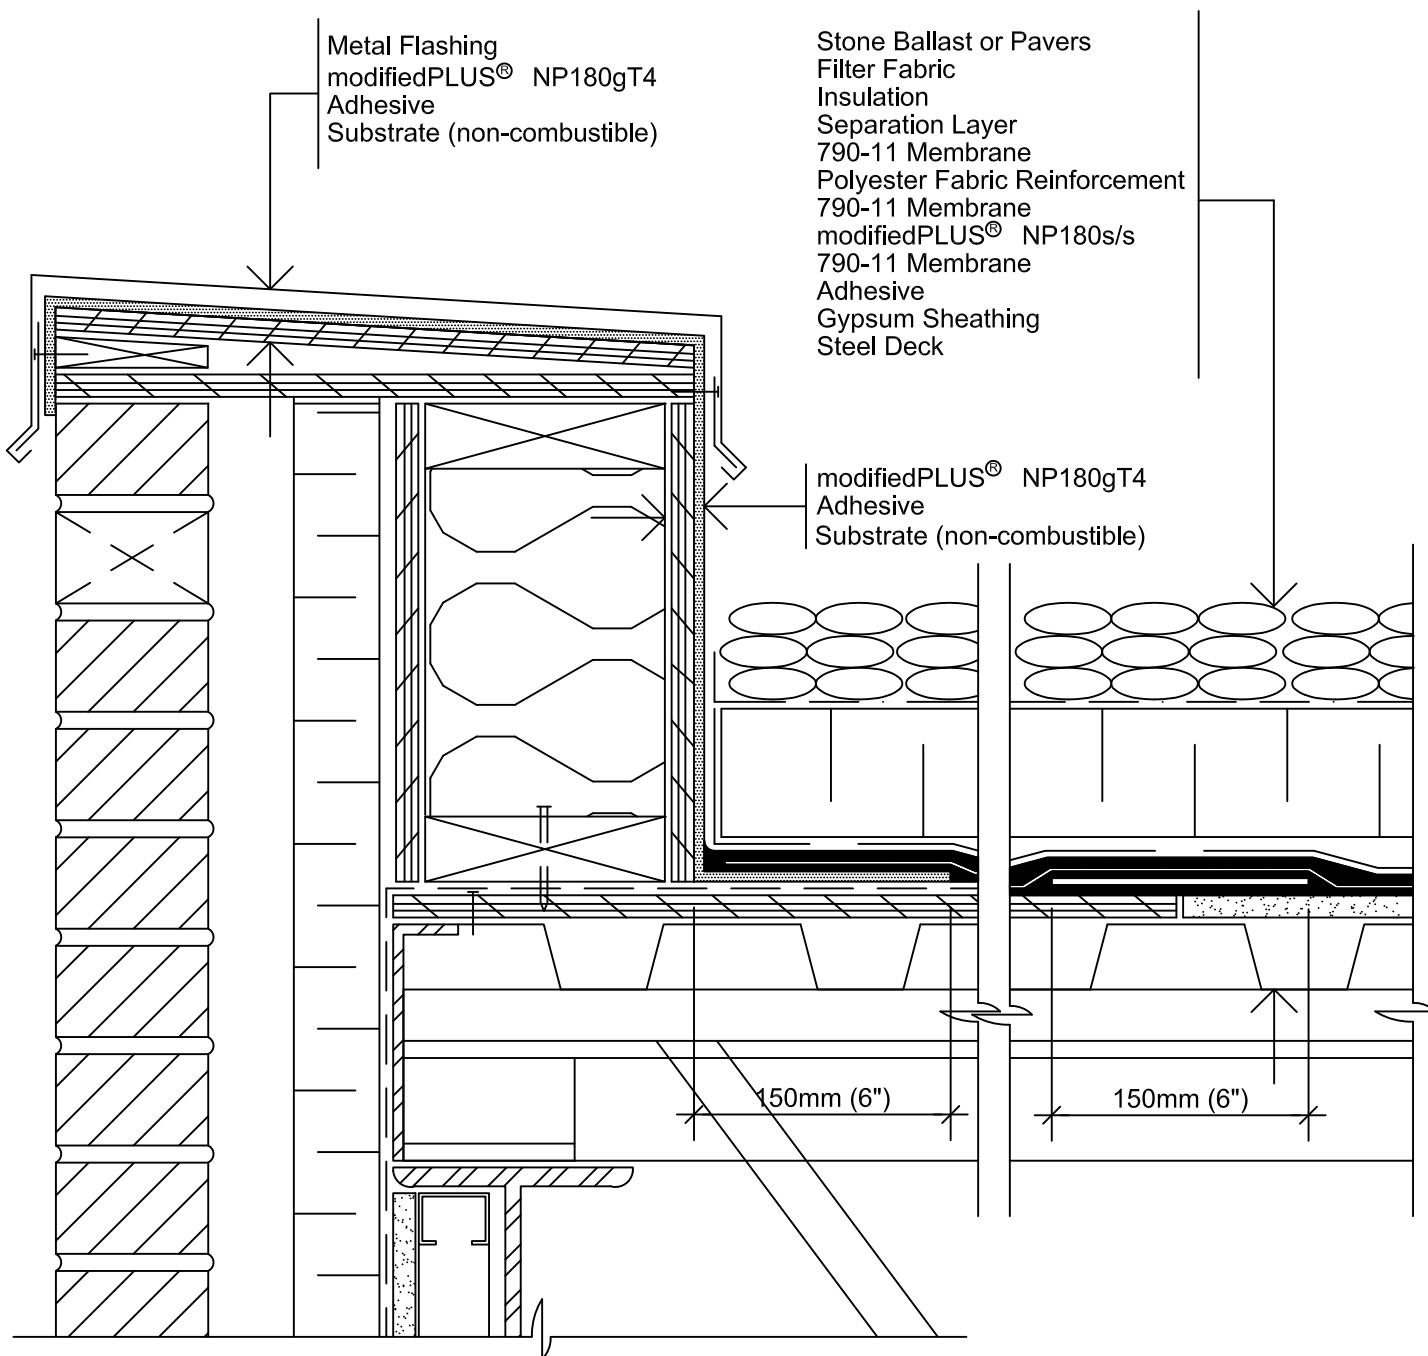 Metal Flashing
modifiedPLUS® NP180gT4
Adhesive
Substrate (non-combustible)
Stone Ballast or Pavers
Filter Fabric
Insulation
Separation Layer
790-11 Membrane
Polyester Fabric Reinforcement
790-11 Membrane
modifiedPLUS® NP180s/s
790-11 Membrane
Adhesive
Gypsum Sheathing
Steel Deck
modifiedPLUS® NP180gT4
Adhesive
Substrate (non-combustible)
150mm (6")
150mm (6")